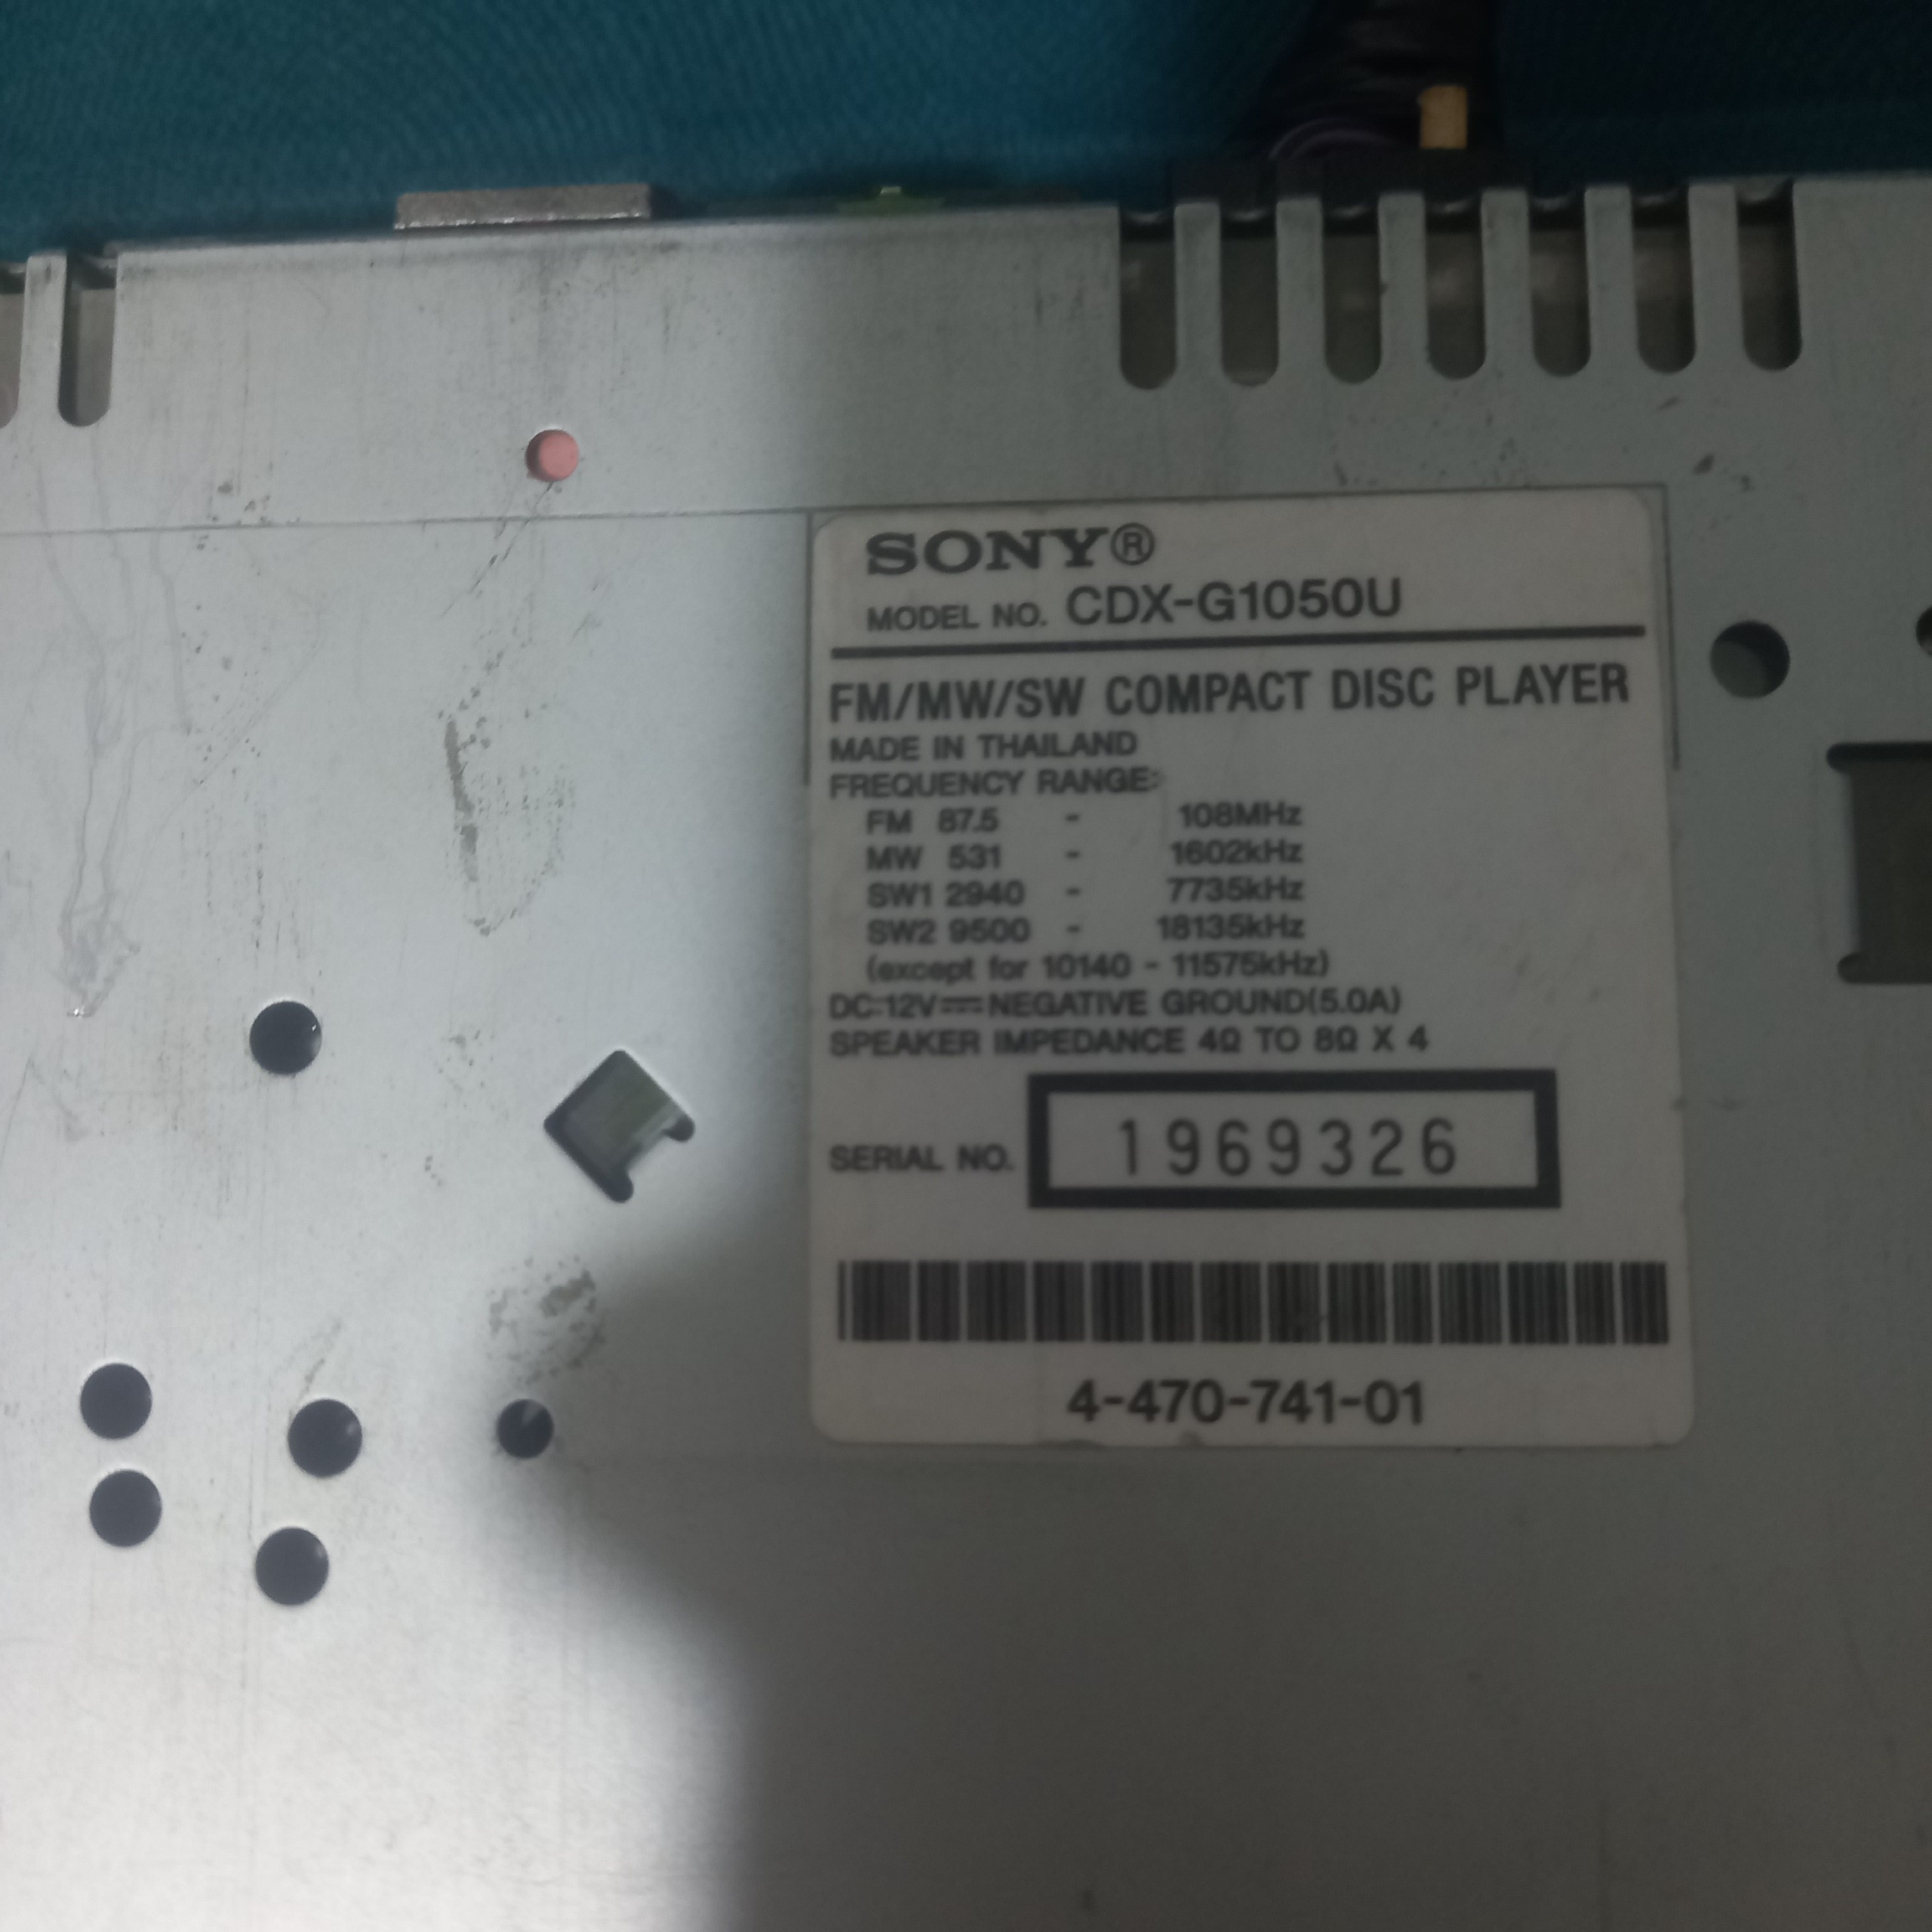 SONY®
MODEL NO. CDX-G1050U
FM/MW/SW COMPACT DISC PLAYER
MADE IN THAILAND
FREQUENCY RANGE:
FM 87.5 - 108MHz
MW 531 - 1602kHz
SW1 2940 - 7735kHz
SW2 9500 - 18135kHz
(except for 10140 - 11575kHz)
DC:12V⎓NEGATIVE GROUND(5.0A)
SPEAKER IMPEDANCE 4Ω TO 8Ω X 4
SERIAL NO. 1969326
4-470-741-01